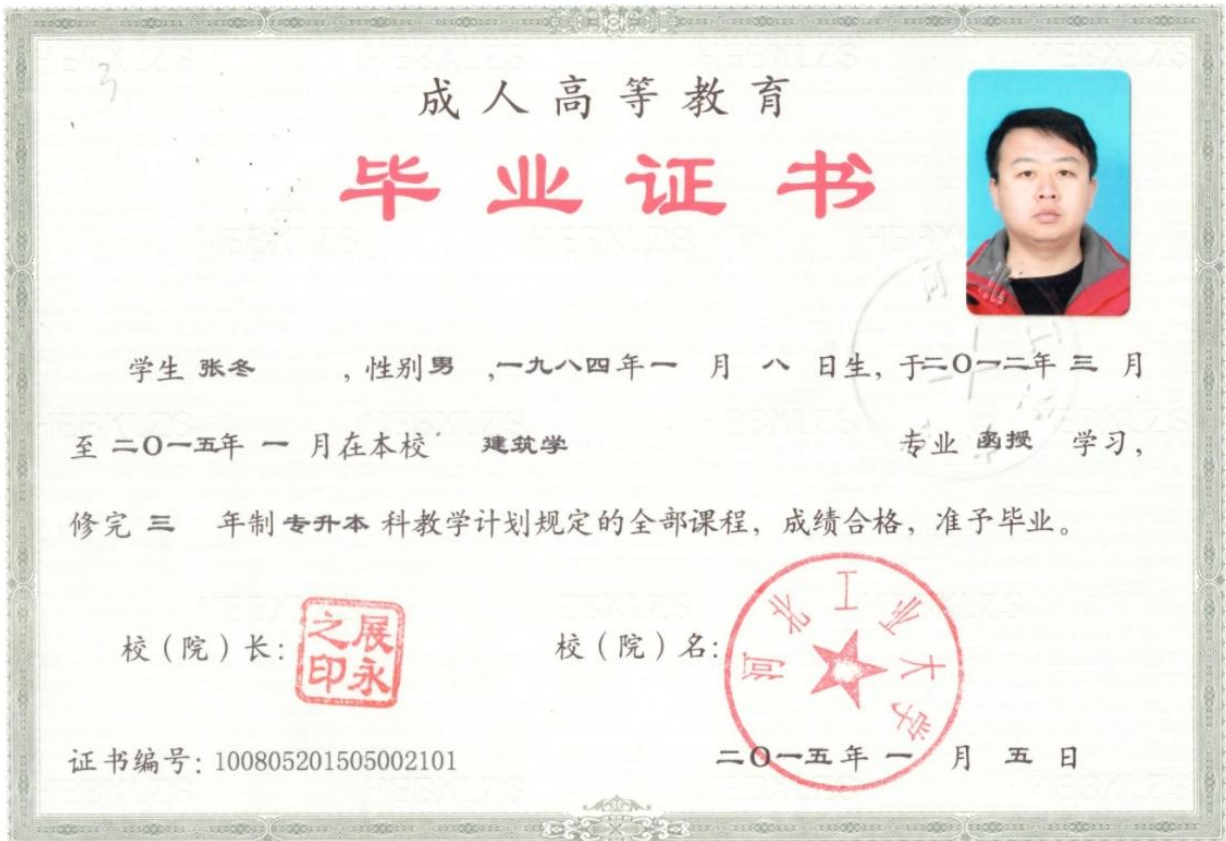 成人高等教育
毕业证书
学生 张冬 ，性别 男 ，一九八四年 一 月 八 日生，于二〇一二年 三 月
至 二〇一五年 一 月在本校 建筑学 专业 函授 学习，
修完 三 年制 专升本 科教学计划规定的全部课程，成绩合格，准予毕业。
校（院）长：
展永之印
校（院）名：
河北工业大学
证书编号：100805201505002101
二〇一五年 一 月 五 日